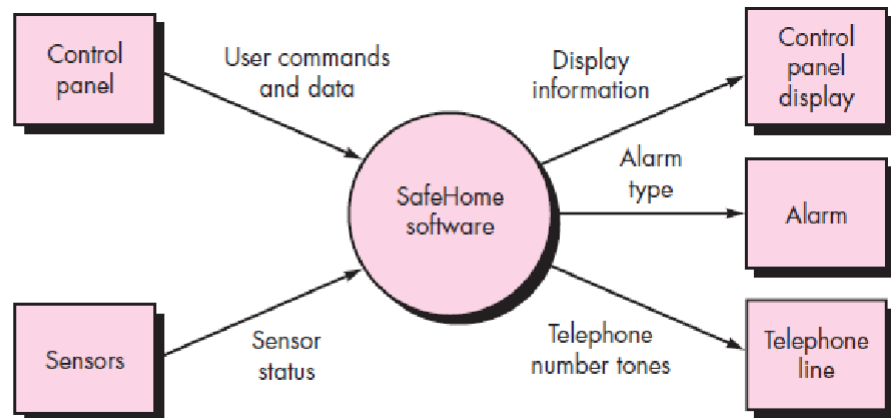 Control
panel
User commands
and data
Display
information
Control
panel
display
SafeHome
software
Alarm
type
Alarm
Sensors
Sensor
status
Telephone
number tones
Telephone
line